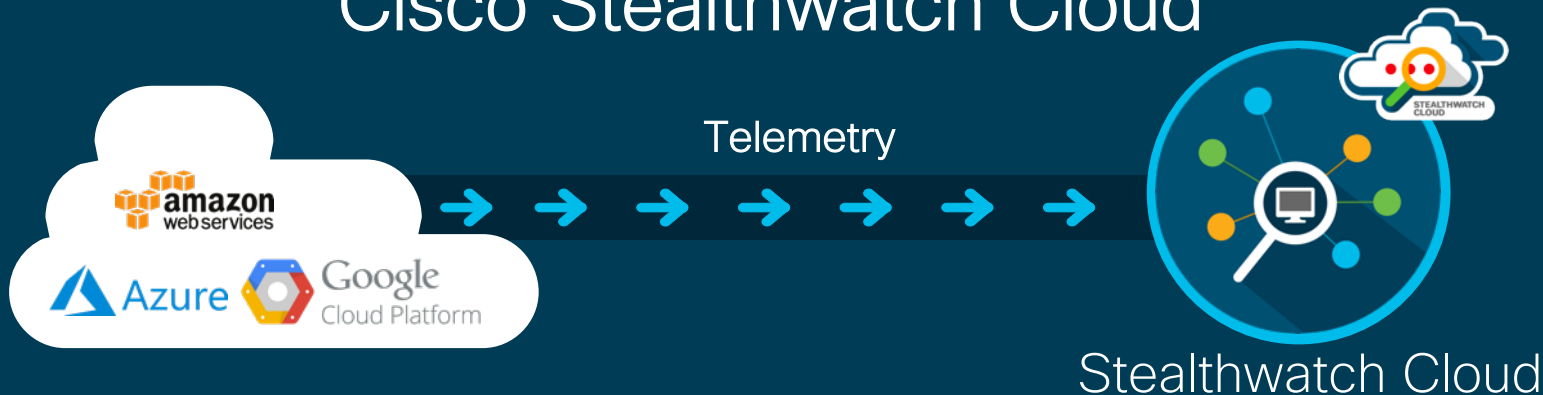 Cisco Stealthwatch Cloud
STEALTHWATCH
CLOUD
Telemetry
amazon
web services
Azure
Google
Cloud Platform
Stealthwatch Cloud